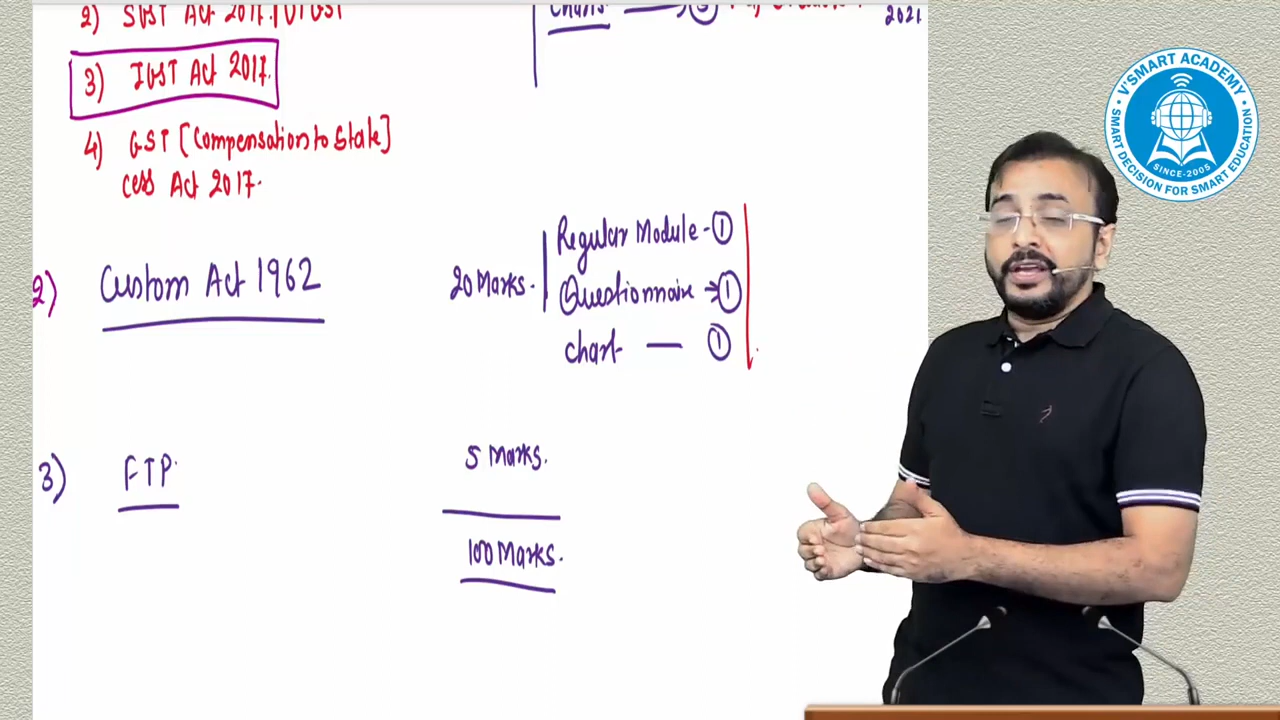 2) SGST Act 2017. / UTGST
3) IGST Act 2017.
4) GST [Compensation to State]
Cess Act 2017.
Charts
2021
2) Custom Act 1962
20 Marks.
Regular Module - 1
Questionnaire → 1
Chart — 1
3) FTP.
5 Marks.
100 Marks.
V'SMART ACADEMY
SINCE-2005
SMART DECISION FOR SMART EDUCATION